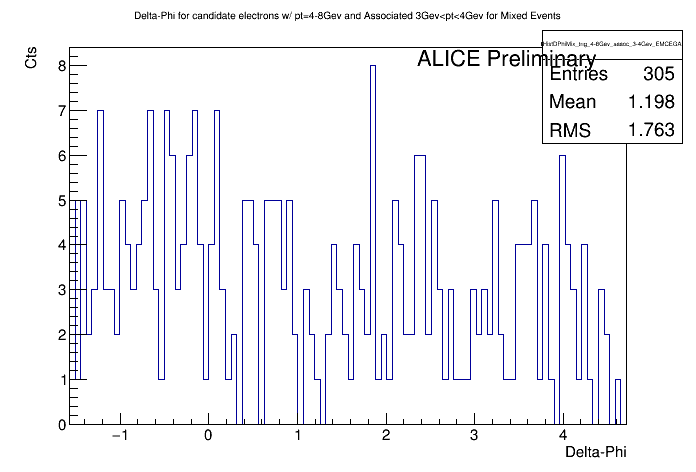 Delta-Phi for candidate electrons w/ pt=4-8Gev and Associated 3Gev<pt<4Gev for Mixed Events
Cts
ALICE Preliminary
Entries 305
Mean 1.198
RMS 1.763
8
7
6
5
4
3
2
1
0
−1 0 1 2 3 4
Delta-Phi